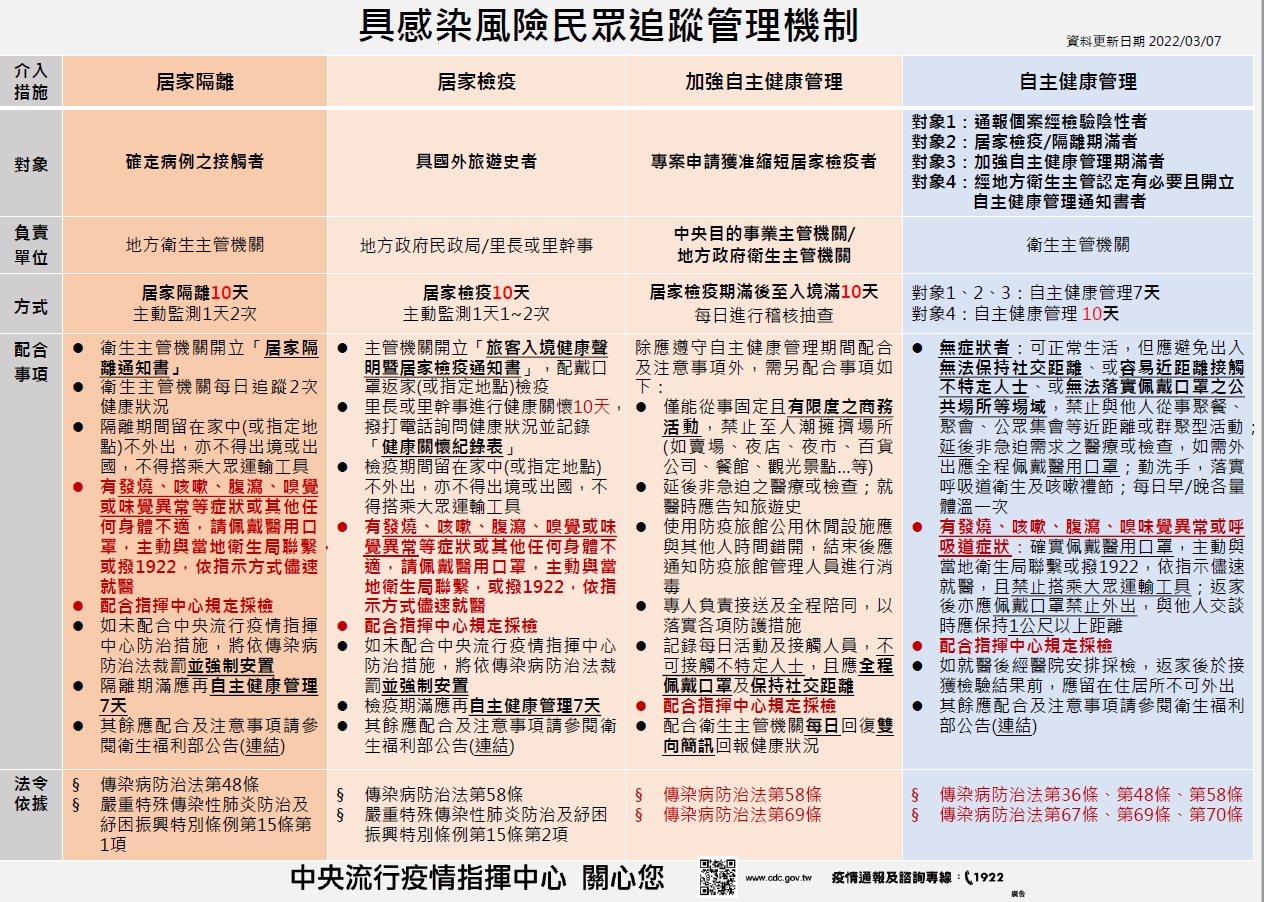 具感染風險民眾追蹤管理機制
資料更新日期 2022/03/07
介入
措施
居家隔離
居家檢疫
加強自主健康管理
自主健康管理
對象
確定病例之接觸者
具國外旅遊史者
專案申請獲准縮短居家檢疫者
對象1：通報個案經檢驗陰性者
對象2：居家檢疫/隔離期滿者
對象3：加強自主健康管理期滿者
對象4：經地方衛生主管認定有必要且開立
自主健康管理通知書者
負責
單位
地方衛生主管機關
地方政府民政局/里長或里幹事
中央目的事業主管機關/
地方政府衛生主管機關
衛生主管機關
方式
居家隔離10天
主動監測1天2次
居家檢疫10天
主動監測1天1~2次
居家檢疫期滿後至入境滿10天
每日進行稽核抽查
對象1、2、3：自主健康管理7天
對象4：自主健康管理 10天
配合
事項
● 衛生主管機關開立「居家隔
離通知書」
● 衛生主管機關每日追蹤2次
健康狀況
● 隔離期間留在家中(或指定地
點)不外出，亦不得出境或出
國，不得搭乘大眾運輸工具
● 有發燒、咳嗽、腹瀉、嗅覺
或味覺異常等症狀或其他任
何身體不適，請佩戴醫用口
罩，主動與當地衛生局聯繫，
或撥1922，依指示方式儘速
就醫
● 配合指揮中心規定採檢
● 如未配合中央流行疫情指揮
中心防治措施，將依傳染病
防治法裁罰並強制安置
● 隔離期滿應再自主健康管理
7天
● 其餘應配合及注意事項請參
閱衛生福利部公告(連結)
● 主管機關開立「旅客入境健康聲
明暨居家檢疫通知書」，配戴口
罩返家(或指定地點)檢疫
● 里長或里幹事進行健康關懷10天，
撥打電話詢問健康狀況並記錄
「健康關懷紀錄表」
● 檢疫期間留在家中(或指定地點)
不外出，亦不得出境或出國，不
得搭乘大眾運輸工具
● 有發燒、咳嗽、腹瀉、嗅覺或味
覺異常等症狀或其他任何身體不
適，請佩戴醫用口罩，主動與當
地衛生局聯繫，或撥1922，依指
示方式儘速就醫
● 配合指揮中心規定採檢
● 如未配合中央流行疫情指揮中心
防治措施，將依傳染病防治法裁
罰並強制安置
● 檢疫期滿應再自主健康管理7天
● 其餘應配合及注意事項請參閱衛
生福利部公告(連結)
除應遵守自主健康管理期間配合
及注意事項外，需另配合事項如
下：
● 僅能從事固定且有限度之商務
活動，禁止至人潮擁擠場所
(如賣場、夜店、夜市、百貨
公司、餐館、觀光景點…等)
● 延後非急迫之醫療或檢查；就
醫時應告知旅遊史
● 使用防疫旅館公用休閒設施應
與其他人時間錯開，結束後應
通知防疫旅館管理人員進行消
毒
● 專人負責接送及全程陪同，以
落實各項防護措施
● 記錄每日活動及接觸人員，不
可接觸不特定人士，且應全程
佩戴口罩及保持社交距離
● 配合指揮中心規定採檢
● 配合衛生主管機關每日回復雙
向簡訊回報健康狀況
● 無症狀者：可正常生活，但應避免出入
無法保持社交距離、或容易近距離接觸
不特定人士、或無法落實佩戴口罩之公
共場所等場域，禁止與他人從事聚餐、
聚會、公眾集會等近距離或群聚型活動；
延後非急迫需求之醫療或檢查，如需外
出應全程佩戴醫用口罩；勤洗手，落實
呼吸道衛生及咳嗽禮節；每日早/晚各量
體溫一次
● 有發燒、咳嗽、腹瀉、嗅味覺異常或呼
吸道症狀：確實佩戴醫用口罩，主動與
當地衛生局聯繫或撥1922，依指示儘速
就醫，且禁止搭乘大眾運輸工具；返家
後亦應佩戴口罩禁止外出，與他人交談
時應保持1公尺以上距離
● 配合指揮中心規定採檢
● 如就醫後經醫院安排採檢，返家後於接
獲檢驗結果前，應留在住居所不可外出
● 其餘應配合及注意事項請參閱衛生福利
部公告(連結)
法令
依據
§ 傳染病防治法第48條
§ 嚴重特殊傳染性肺炎防治及
紓困振興特別條例第15條第
1項
§ 傳染病防治法第58條
§ 嚴重特殊傳染性肺炎防治及紓困
振興特別條例第15條第2項
§ 傳染病防治法第58條
§ 傳染病防治法第69條
§ 傳染病防治法第36條、第48條、第58條
§ 傳染病防治法第67條、第69條、第70條
中央流行疫情指揮中心 關心您
www.cdc.gov.tw
疫情通報及諮詢專線：1922
廣告